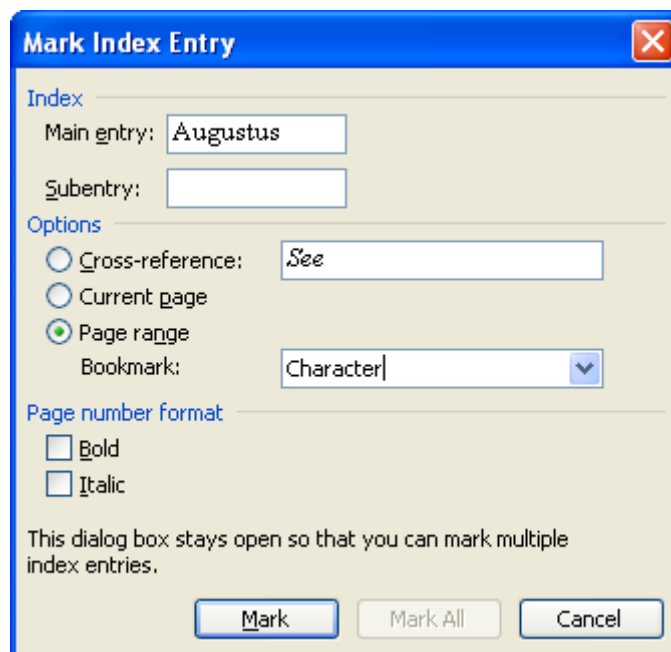 Mark Index Entry
Index
Main entry: Augustus
Subentry:
Options
Cross-reference: See
Current page
Page range
Bookmark: Character
Page number format
Bold
Italic
This dialog box stays open so that you can mark multiple
index entries.
Mark Mark All Cancel